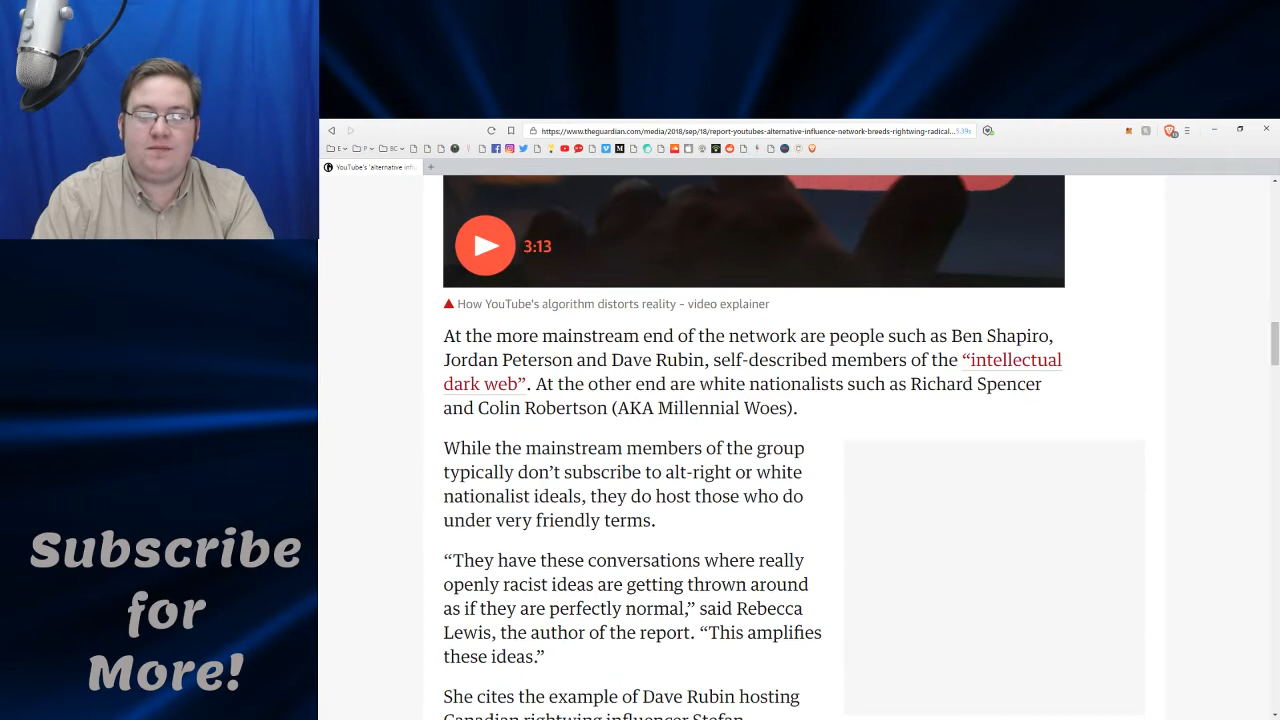 https://www.theguardian.com/media/2018/sep/18/report-youtubes-alternative-influence-network-breeds-rightwing-radical...
5.39s
YouTube's 'alternative influ
3:13
How YouTube's algorithm distorts reality – video explainer
At the more mainstream end of the network are people such as Ben Shapiro,
Jordan Peterson and Dave Rubin, self-described members of the “intellectual
dark web”. At the other end are white nationalists such as Richard Spencer
and Colin Robertson (AKA Millennial Woes).
While the mainstream members of the group
typically don’t subscribe to alt-right or white
nationalist ideals, they do host those who do
under very friendly terms.
“They have these conversations where really
openly racist ideas are getting thrown around
as if they are perfectly normal,” said Rebecca
Lewis, the author of the report. “This amplifies
these ideas.”
She cites the example of Dave Rubin hosting
Canadian rightwing influencer Stefan
Subscribe
for
More!